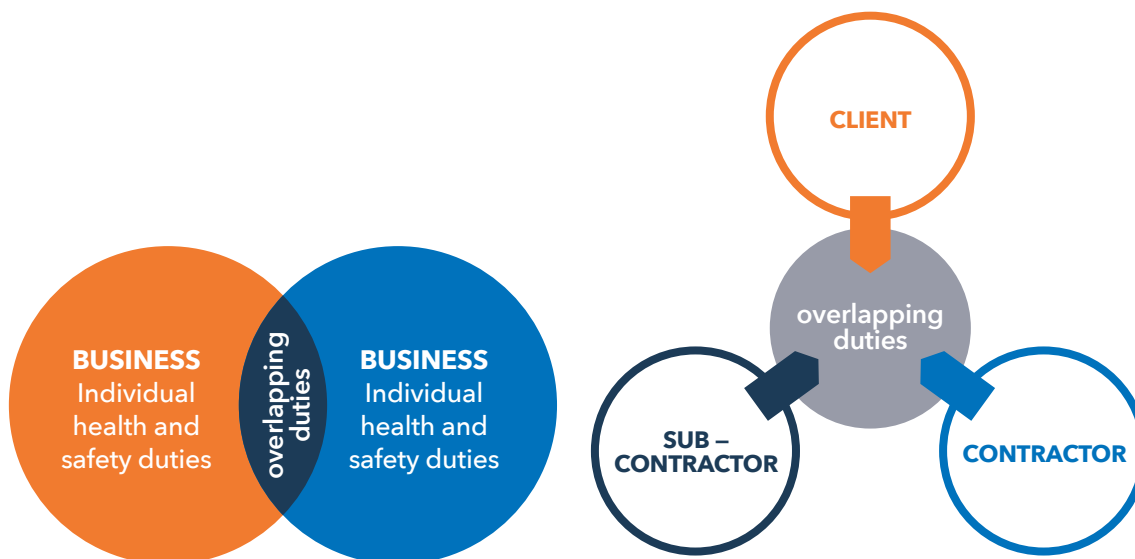 BUSINESS
Individual
health and
safety duties
overlapping
duties
BUSINESS
Individual
health and
safety duties
CLIENT
overlapping
duties
SUB –
CONTRACTOR
CONTRACTOR